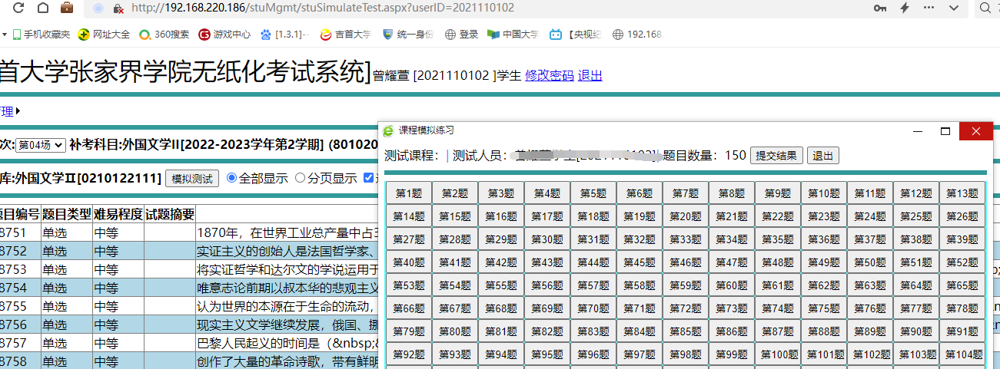 http://192.168.220.186/stuMgmt/stuSimulateTest.aspx?userID=2021110102
手机收藏夹 网址大全 360搜索 游戏中心 [1.3.1]-- 吉首大学 统一身份 登录 中国大学 【央视纪 192.168.
首大学张家界学院无纸化考试系统]曾耀萱 [2021110102 ]学生 修改密码 退出
管理
次:第04场 补考科目:外国文学II[2022-2023学年第2学期] (801020
库:外国文学Ⅱ[0210122111] 模拟测试 全部显示 分页显示
题目编号 题目类型 难易程度 试题摘要
8751 单选 中等 1870年，在世界工业总产量中占3
8752 单选 中等 实证主义的创始人是法国哲学家、
8753 单选 中等 将实证哲学和达尔文的学说运用于
8754 单选 中等 唯意志论前期以叔本华的悲观主义
8755 单选 中等 认为世界的本源在于生命的流动，
8756 单选 中等 现实主义文学继续发展，俄国、挪
8757 单选 中等 巴黎人民起义的时间是（&nbsp;&
8758 单选 中等 创作了大量的革命诗歌，带有鲜明
课程模拟练习
测试课程：| 测试人员： 题目数量：150 提交结果 退出
第1题 第2题 第3题 第4题 第5题 第6题 第7题 第8题 第9题 第10题 第11题 第12题 第13题
第14题 第15题 第16题 第17题 第18题 第19题 第20题 第21题 第22题 第23题 第24题 第25题 第26题
第27题 第28题 第29题 第30题 第31题 第32题 第33题 第34题 第35题 第36题 第37题 第38题 第39题
第40题 第41题 第42题 第43题 第44题 第45题 第46题 第47题 第48题 第49题 第50题 第51题 第52题
第53题 第54题 第55题 第56题 第57题 第58题 第59题 第60题 第61题 第62题 第63题 第64题 第65题
第66题 第67题 第68题 第69题 第70题 第71题 第72题 第73题 第74题 第75题 第76题 第77题 第78题
第79题 第80题 第81题 第82题 第83题 第84题 第85题 第86题 第87题 第88题 第89题 第90题 第91题
第92题 第93题 第94题 第95题 第96题 第97题 第98题 第99题 第100题 第101题 第102题 第103题 第104题